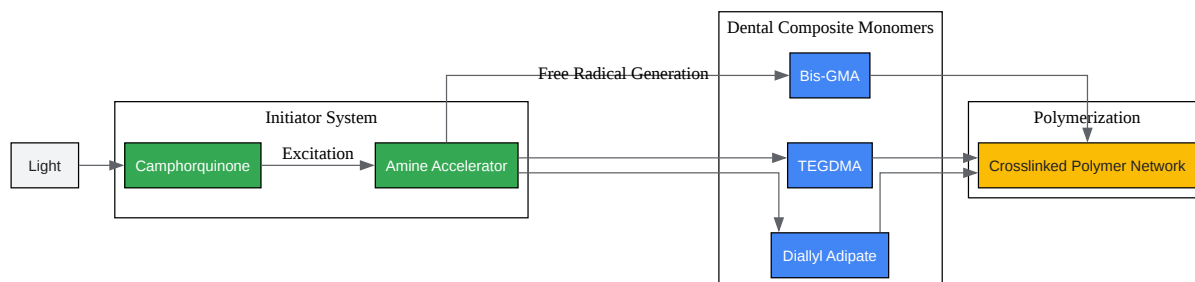 Dental Composite Monomers
Free Radical Generation
Bis-GMA
Initiator System
Polymerization
Light
Camphorquinone
Excitation
Amine Accelerator
TEGDMA
Crosslinked Polymer Network
Diallyl Adipate